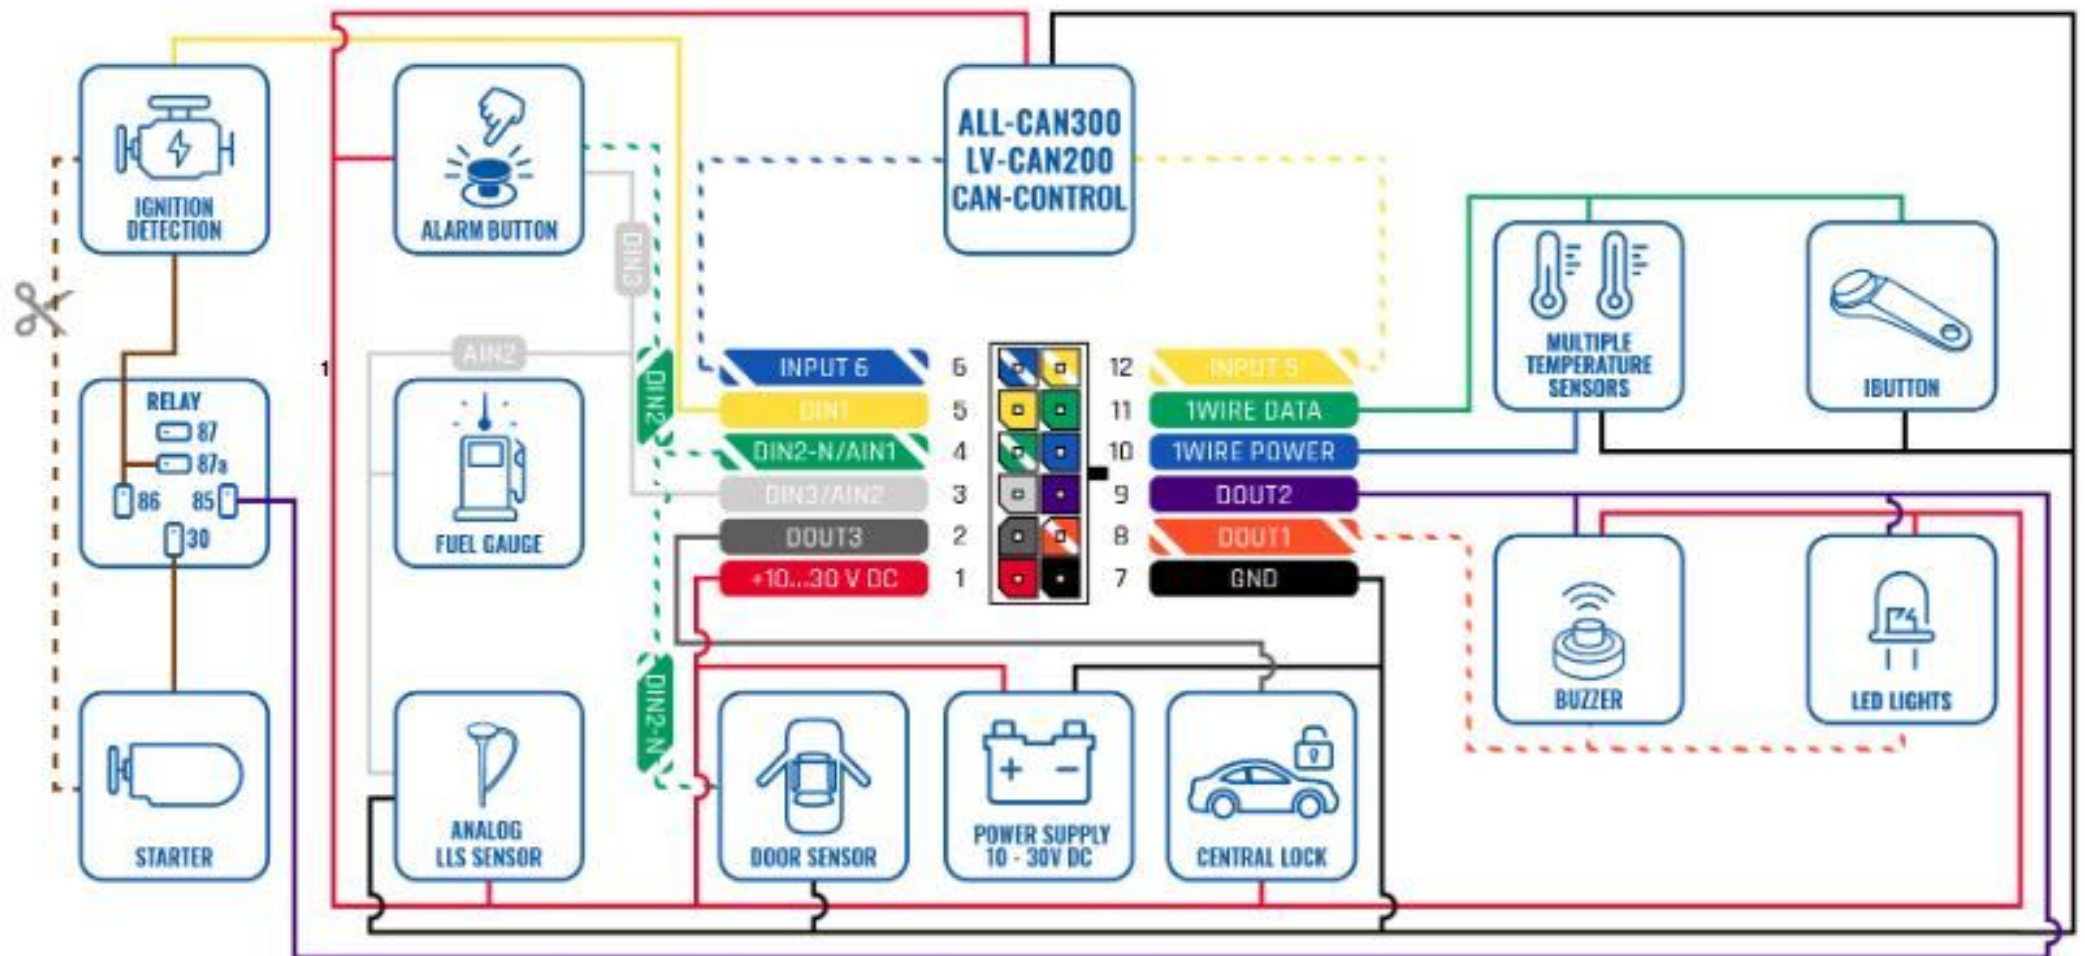 ALL-CAN300
LV-CAN200
CAN-CONTROL
IGNITION
DETECTION
ALARM BUTTON
DIN3
AIN2
1
MULTIPLE
TEMPERATURE
SENSORS
IBUTTON
RELAY
87
87a
86
85
30
FUEL GAUGE
DIN2
INPUT 6
6
12
INPUT 5
DIN1
5
11
1WIRE DATA
DIN2-N/AIN1
4
10
1WIRE POWER
DIN3/AIN2
3
9
DOUT2
DOUT3
2
8
DOUT1
+10...30 V DC
1
7
GND
DIN2-N
BUZZER
LED LIGHTS
STARTER
ANALOG
LLS SENSOR
DOOR SENSOR
+ −
POWER SUPPLY
10 - 30V DC
CENTRAL LOCK